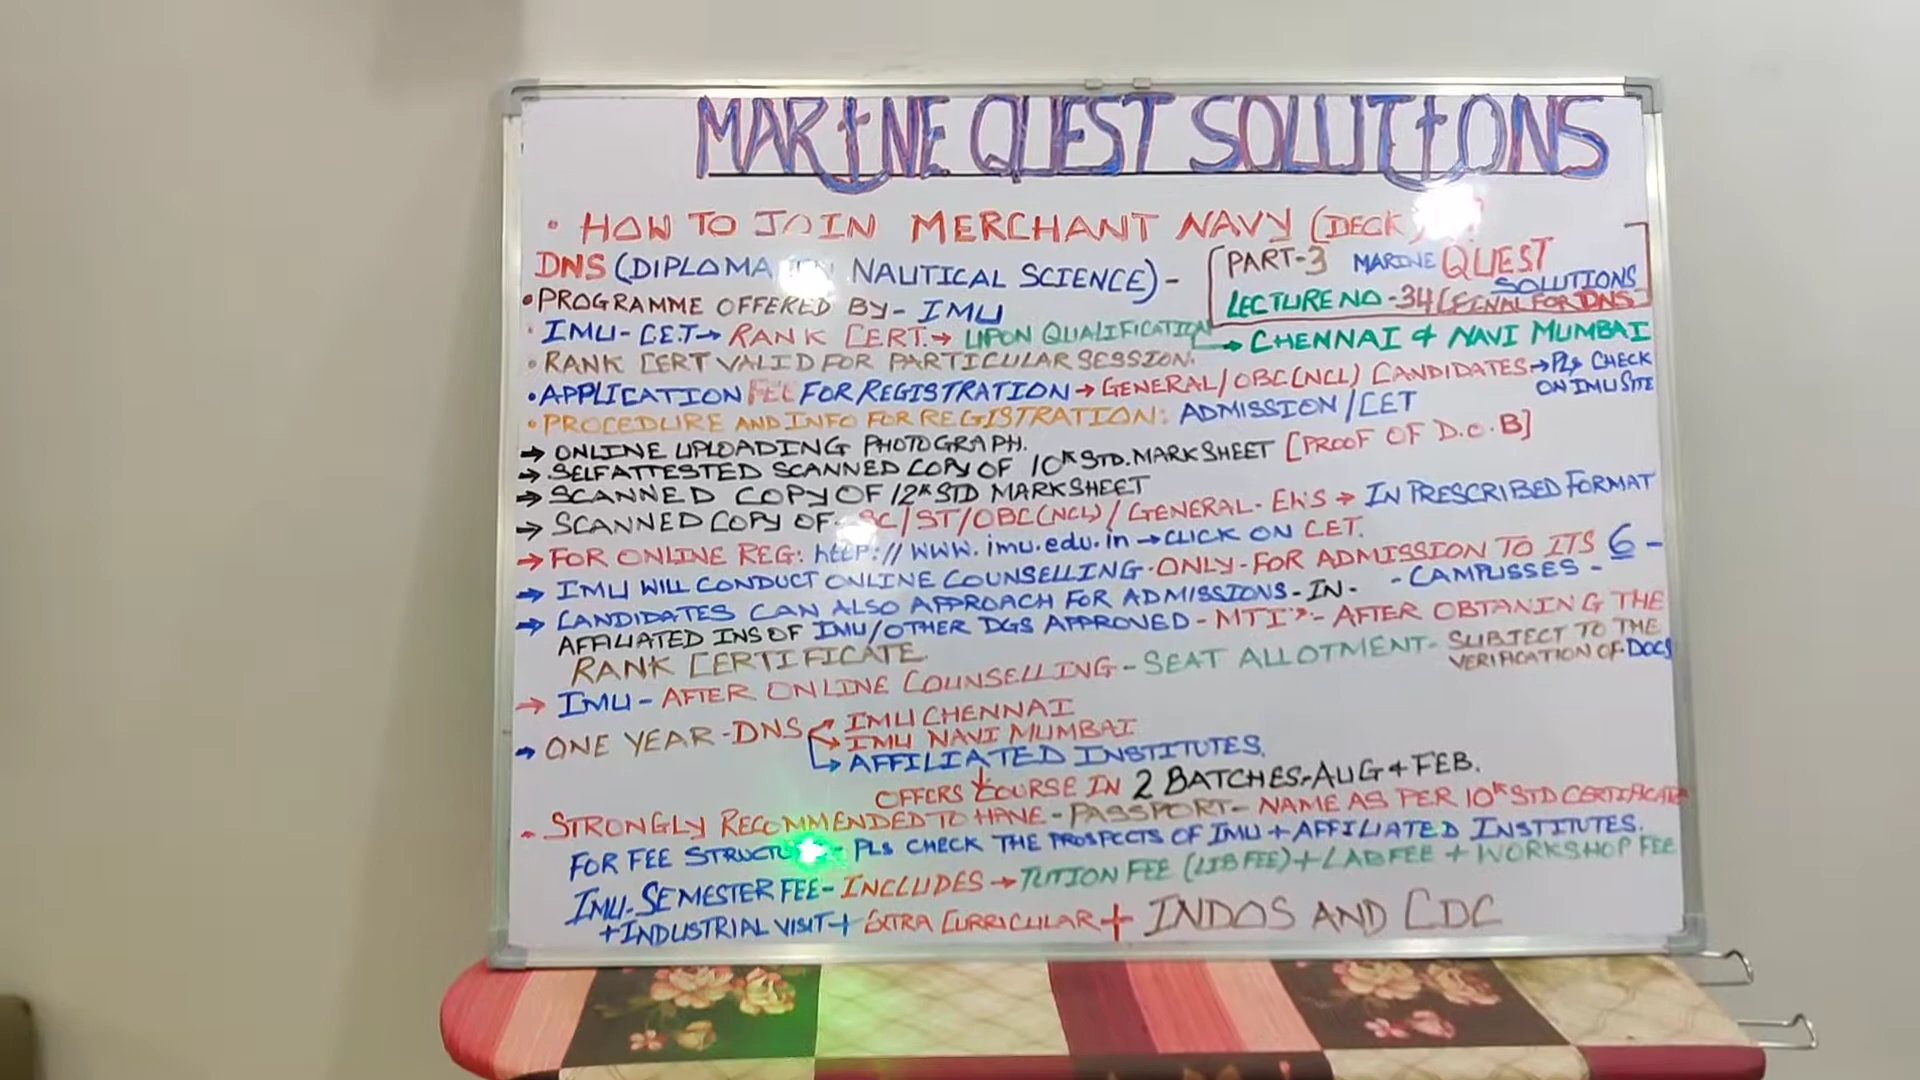 MARINE QUEST SOLUTIONS
• HOW TO JOIN MERCHANT NAVY (DECK)
DNS (DIPLOMA IN NAUTICAL SCIENCE) -
[PART-3 MARINE QUEST SOLUTIONS
LECTURE NO - 34 (FINAL FOR DNS]
• PROGRAMME OFFERED BY - IMU
• IMU-C.E.T → RANK CERT. → UPON QUALIFICATION → CHENNAI & NAVI MUMBAI
• RANK CERT VALID FOR PARTICULAR SESSION.
• APPLICATION FEE FOR REGISTRATION → GENERAL/OBC(NCL) CANDIDATES → PLS CHECK ON IMU SITE
• PROCEDURE AND INFO FOR REGISTRATION: ADMISSION/CET
→ ONLINE UPLOADING PHOTOGRAPH.
→ SELFATTESTED SCANNED COPY OF 10th STD. MARKSHEET [PROOF OF D.O.B]
→ SCANNED COPY OF 12th STD MARKSHEET
→ SCANNED COPY OF - SC/ST/OBC(NCL)/GENERAL-EWS → IN PRESCRIBED FORMAT
→ FOR ONLINE REG: http://www.imu.edu.in → CLICK ON CET.
→ IMU WILL CONDUCT ONLINE COUNSELLING - ONLY - FOR ADMISSION TO ITS 6 -
- CAMPUSSES -
→ CANDIDATES CAN ALSO APPROACH FOR ADMISSIONS - IN -
AFFILIATED INS OF IMU/OTHER DGS APPROVED - MTI's - AFTER OBTANING THE
RANK CERTIFICATE
→ IMU - AFTER ONLINE COUNSELLING - SEAT ALLOTMENT - SUBJECT TO THE VERIFICATION OF DOCS
→ ONE YEAR - DNS → IMU CHENNAI
→ IMU NAVI MUMBAI
→ AFFILIATED INSTITUTES.
OFFERS COURSE IN 2 BATCHES - AUG & FEB.
- STRONGLY RECOMMENDED TO HAVE - PASSPORT - NAME AS PER 10th STD CERTIFICATE
FOR FEE STRUCTURE - PLS CHECK THE PROSPECTS OF IMU + AFFILIATED INSTITUTES.
IMU - SEMESTER FEE - INCLUDES → TUTION FEE (LIB FEE) + LAB FEE + WORKSHOP FEE
+ INDUSTRIAL VISIT + EXTRA CURRICULAR + INDOS AND CDC